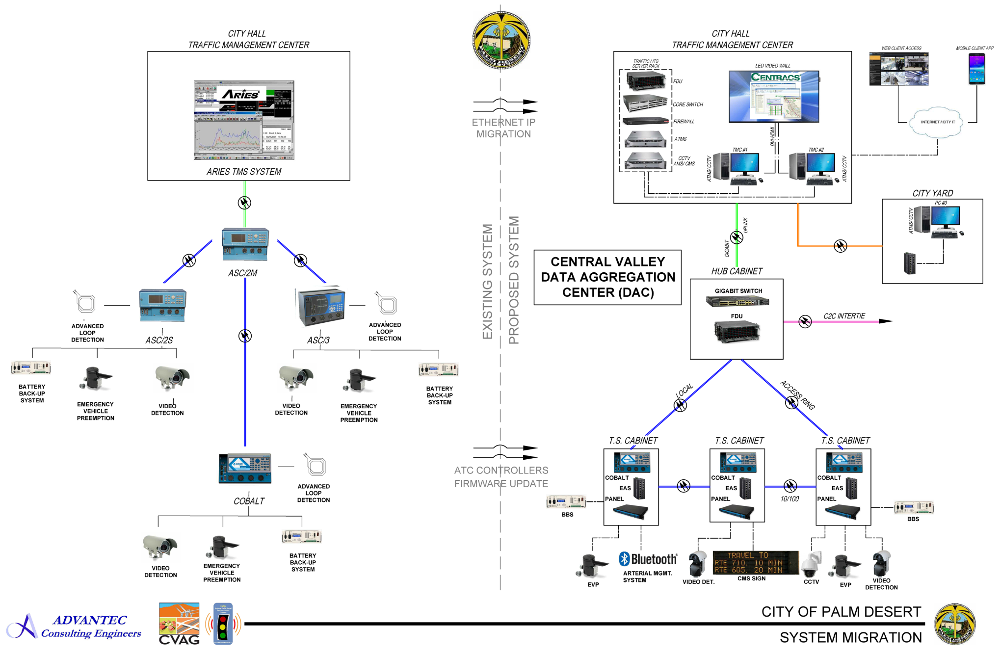 CITY HALL
TRAFFIC MANAGEMENT CENTER
ARIES
ARIES TMS SYSTEM
ASC/2M
ADVANCED
LOOP
DETECTION
ASC/2S
BATTERY
BACK-UP
SYSTEM
EMERGENCY
VEHICLE
PREEMPTION
VIDEO
DETECTION
ASC/3
ADVANCED
LOOP
DETECTION
VIDEO
DETECTION
EMERGENCY
VEHICLE
PREEMPTION
BATTERY
BACK-UP
SYSTEM
COBALT
ADVANCED
LOOP
DETECTION
VIDEO
DETECTION
EMERGENCY
VEHICLE
PREEMPTION
BATTERY
BACK-UP
SYSTEM
PALM DESERT
1973
ETHERNET IP
MIGRATION
EXISTING SYSTEM
PROPOSED SYSTEM
ATC CONTROLLERS
FIRMWARE UPDATE
CITY HALL
TRAFFIC MANAGEMENT CENTER
TRAFFIC / ITS
SERVER RACK
FDU
CORE SWITCH
FIREWALL
ATMS
CCTV
AMS/ CMS
LED VIDEO WALL
CENTRACS®
DVI-HDMI
TMC #1
ATMS/ CCTV
TMC #2
ATMS/ CCTV
WEB CLIENT ACCESS
MOBILE CLIENT APP
INTERNET / CITY IT
CITY YARD
PC #3
ATMS/ CCTV
GIGABIT
UPLINK
CENTRAL VALLEY
DATA AGGREGATION
CENTER (DAC)
HUB CABINET
GIGABIT SWITCH
FDU
C2C INTERTIE
LOCAL
ACCESS RING
T.S. CABINET
COBALT
EAS
PANEL
T.S. CABINET
COBALT
EAS
PANEL
T.S. CABINET
COBALT
EAS
PANEL
10/100
BBS
BBS
EVP
Bluetooth®
ARTERIAL MGMT.
SYSTEM
VIDEO DET.
TRAVEL TO
RTE 710. 10 MIN
RTE 605. 20 MIN
CMS SIGN
CCTV
EVP
VIDEO
DETECTION
ADVANTEC
Consulting Engineers
CVAG
CITY OF PALM DESERT
SYSTEM MIGRATION
PALM DESERT
1973